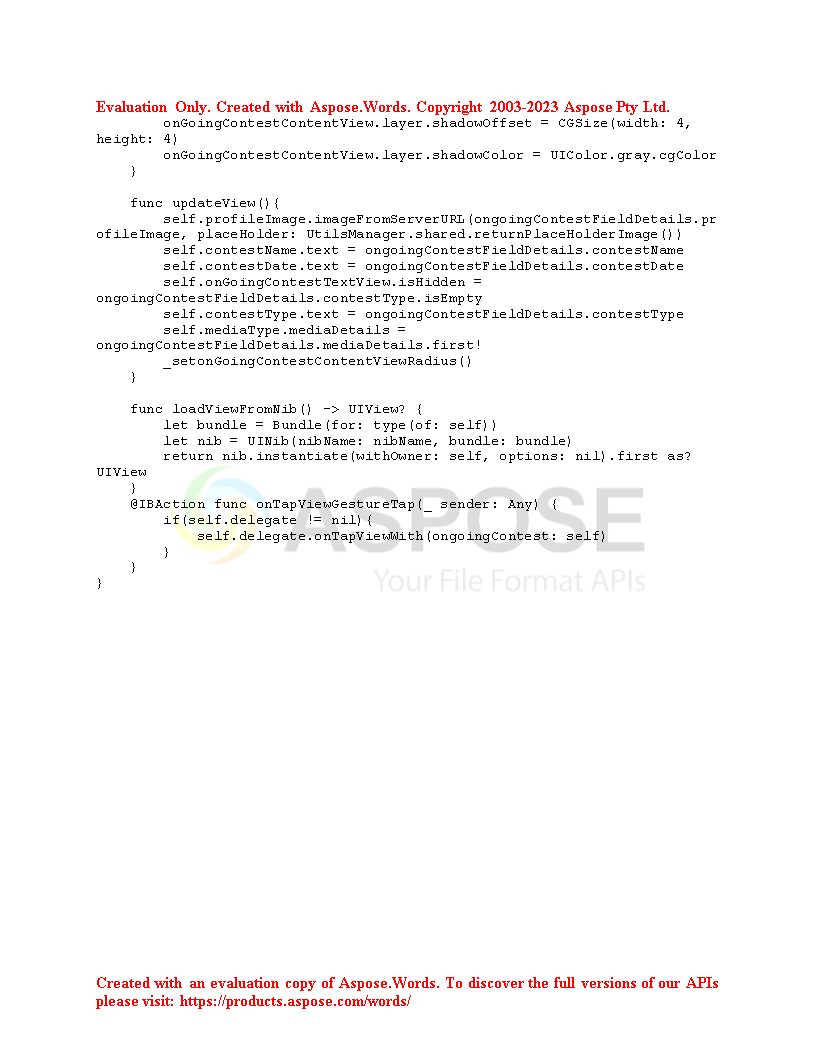 Evaluation Only. Created with Aspose.Words. Copyright 2003-2023 Aspose Pty Ltd.
        onGoingContestContentView.layer.shadowOffset = CGSize(width: 4,
height: 4)
        onGoingContestContentView.layer.shadowColor = UIColor.gray.cgColor
    }

    func updateView(){
        self.profileImage.imageFromServerURL(ongoingContestFieldDetails.pr
ofileImage, placeHolder: UtilsManager.shared.returnPlaceHolderImage())
        self.contestName.text = ongoingContestFieldDetails.contestName
        self.contestDate.text = ongoingContestFieldDetails.contestDate
        self.onGoingContestTextView.isHidden =
ongoingContestFieldDetails.contestType.isEmpty
        self.contestType.text = ongoingContestFieldDetails.contestType
        self.mediaType.mediaDetails =
ongoingContestFieldDetails.mediaDetails.first!
        _setonGoingContestContentViewRadius()
    }

    func loadViewFromNib() -> UIView? {
        let bundle = Bundle(for: type(of: self))
        let nib = UINib(nibName: nibName, bundle: bundle)
        return nib.instantiate(withOwner: self, options: nil).first as?
UIView
    }
    @IBAction func onTapViewGestureTap(_ sender: Any) {
        if(self.delegate != nil){
            self.delegate.onTapViewWith(ongoingContest: self)
        }
    }
}
ASPOSE
Your File Format APIs
Created with an evaluation copy of Aspose.Words. To discover the full versions of our APIs
please visit: https://products.aspose.com/words/